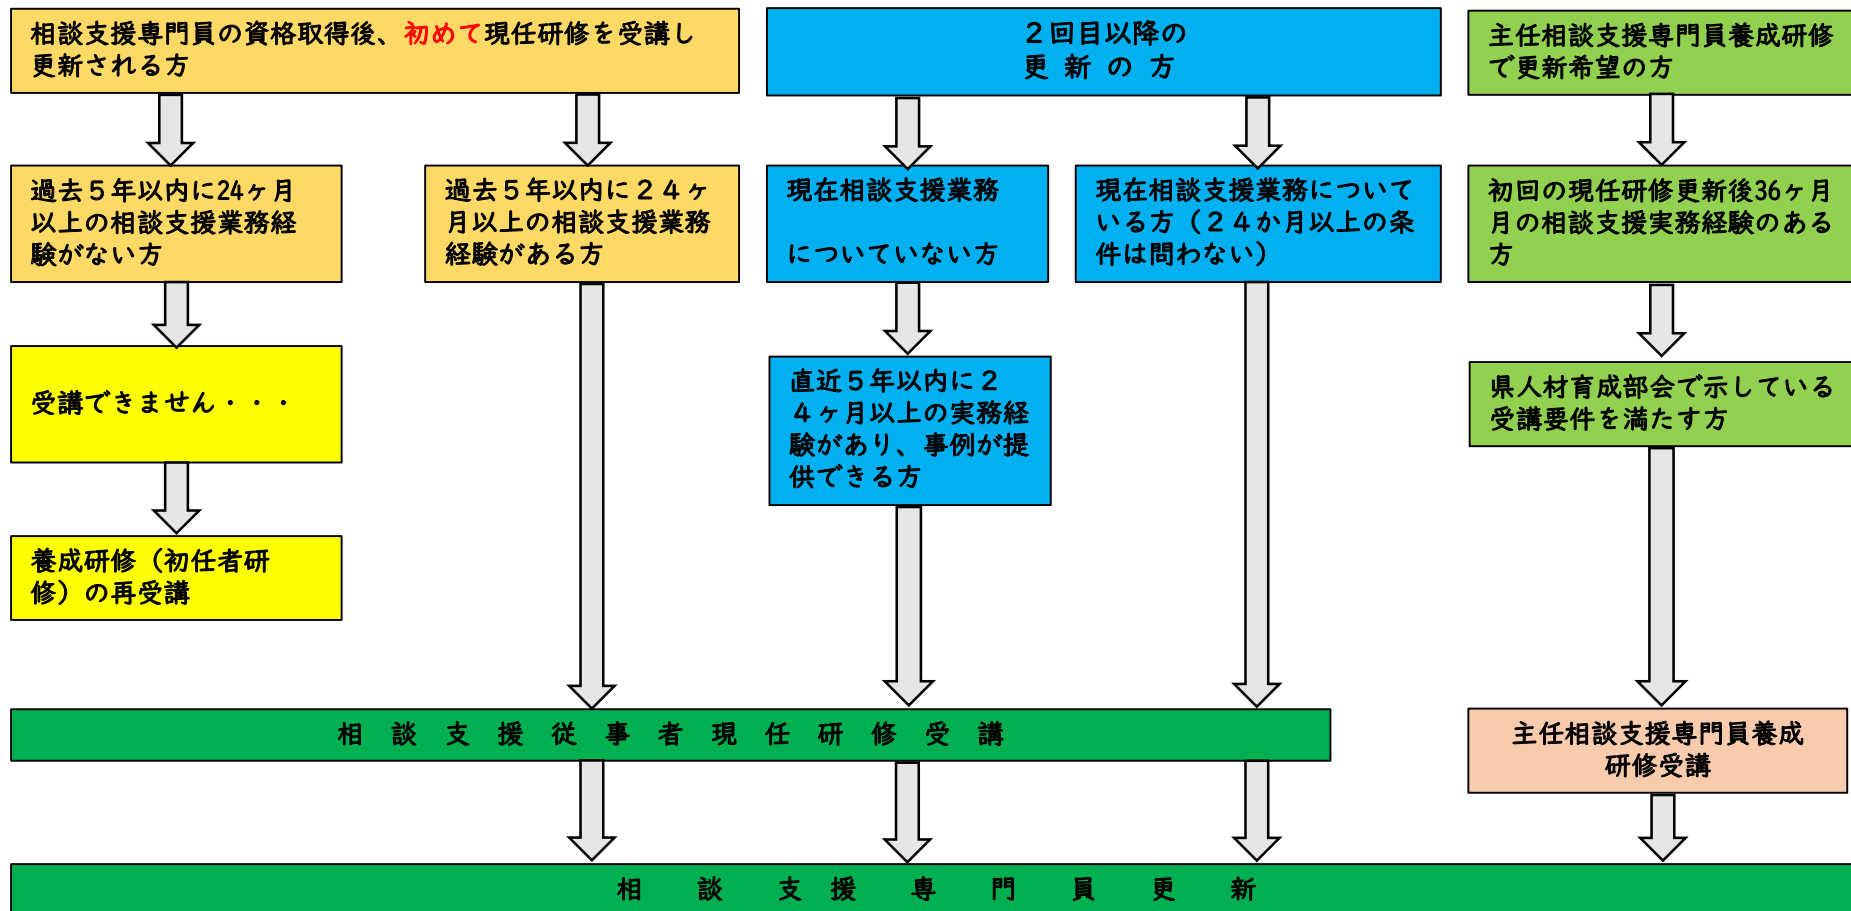 相談支援専門員の資格取得後、初めて現任研修を受講し
更新される方
２回目以降の
更 新 の 方
主任相談支援専門員養成研修
で更新希望の方
過去５年以内に24ヶ月
以上の相談支援業務経
験がない方
過去５年以内に２４ヶ
月以上の相談支援業務
経験がある方
現在相談支援業務
についていない方
現在相談支援業務について
いる方（２４か月以上の条
件は問わない）
初回の現任研修更新後36ヶ月
月の相談支援実務経験のある
方
受講できません・・・
直近５年以内に２
４ヶ月以上の実務経
験があり、事例が提
供できる方
県人材育成部会で示している
受講要件を満たす方
養成研修（初任者研
修）の再受講
相 談 支 援 従 事 者 現 任 研 修 受 講
主任相談支援専門員養成
研修受講
相 談 支 援 専 門 員 更 新